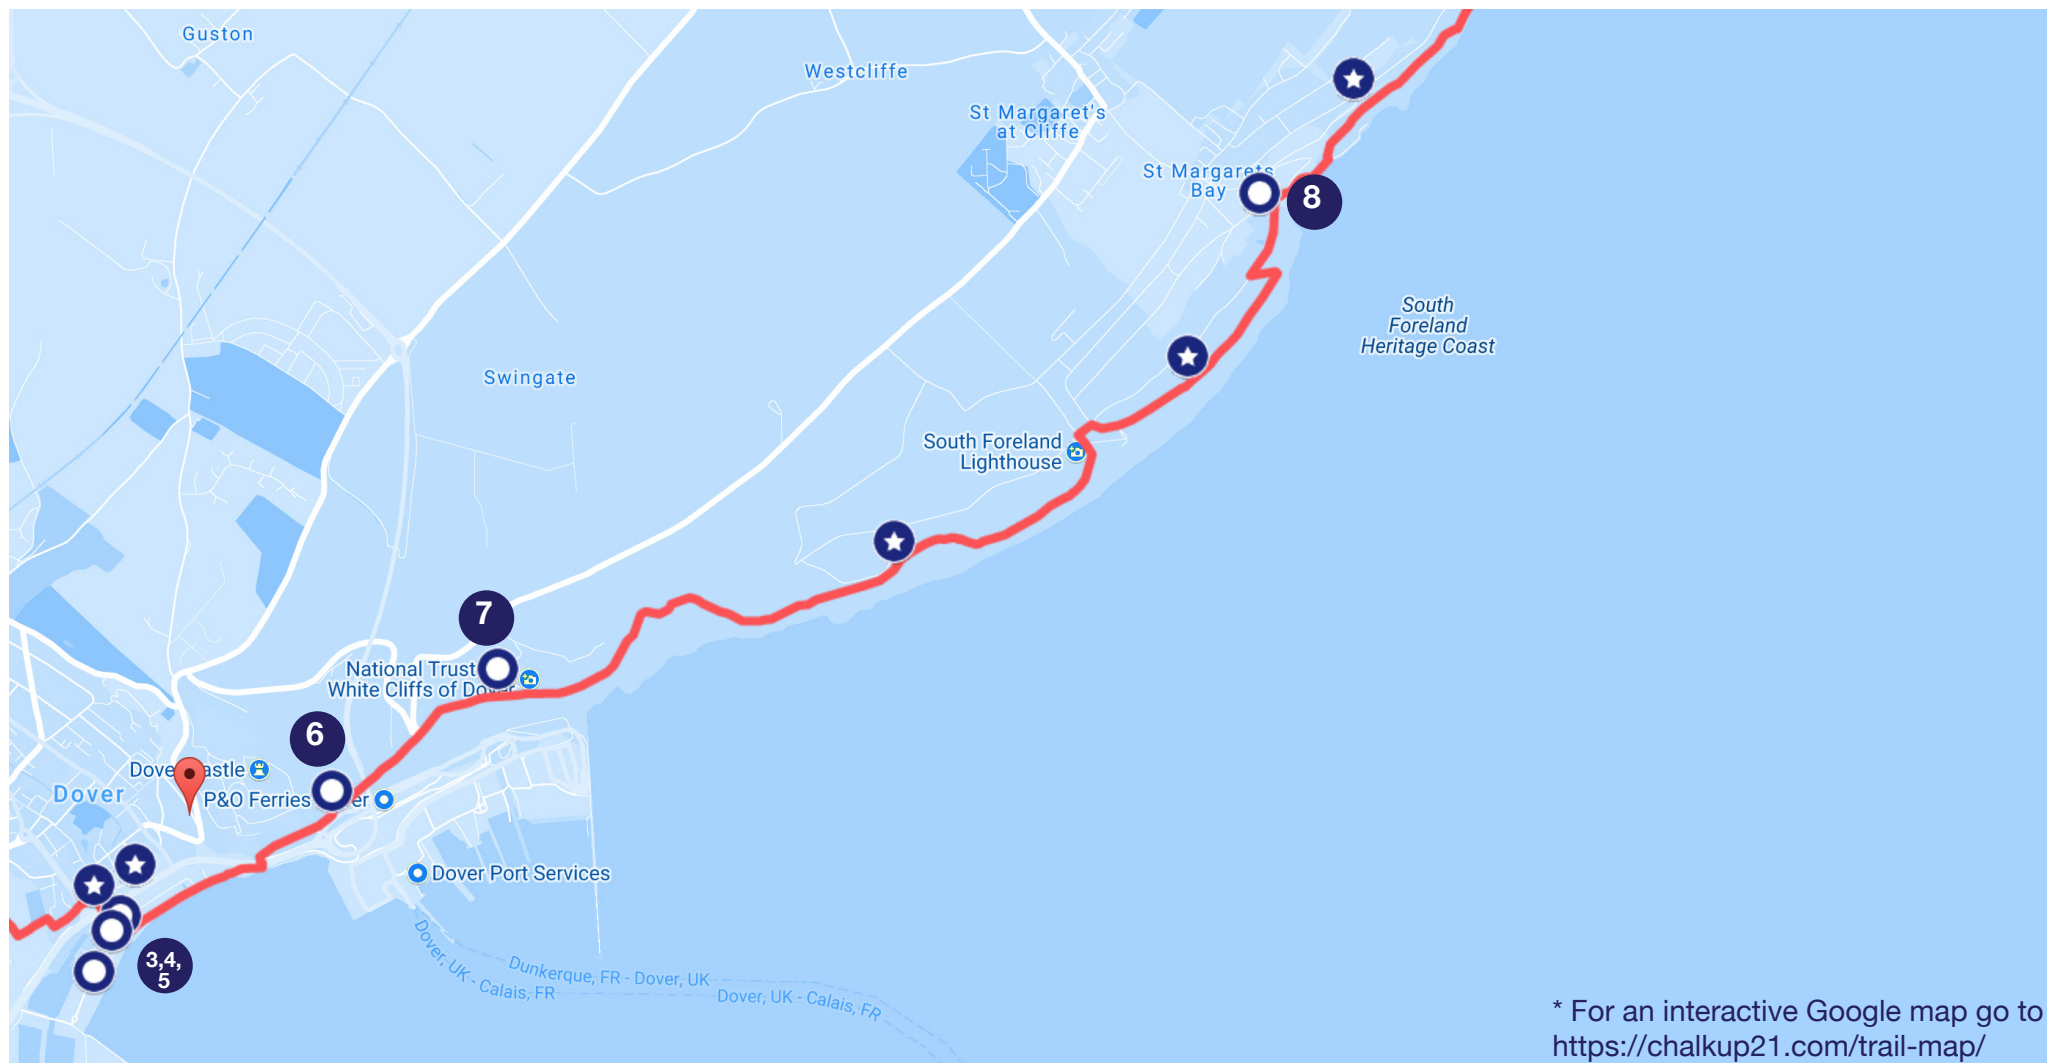 Guston
Westcliffe
St Margaret's
at Cliffe
St Margarets
Bay
8
South
Foreland
Heritage Coast
Swingate
South Foreland
Lighthouse
7
National Trust
White Cliffs of Dover
6
Dover Castle
Dover
P&O Ferries Dover
Dover Port Services
3,4,
5
Dover, UK - Calais, FR
Dunkerque, FR - Dover, UK
Dover, UK - Calais, FR
* For an interactive Google map go to
https://chalkup21.com/trail-map/